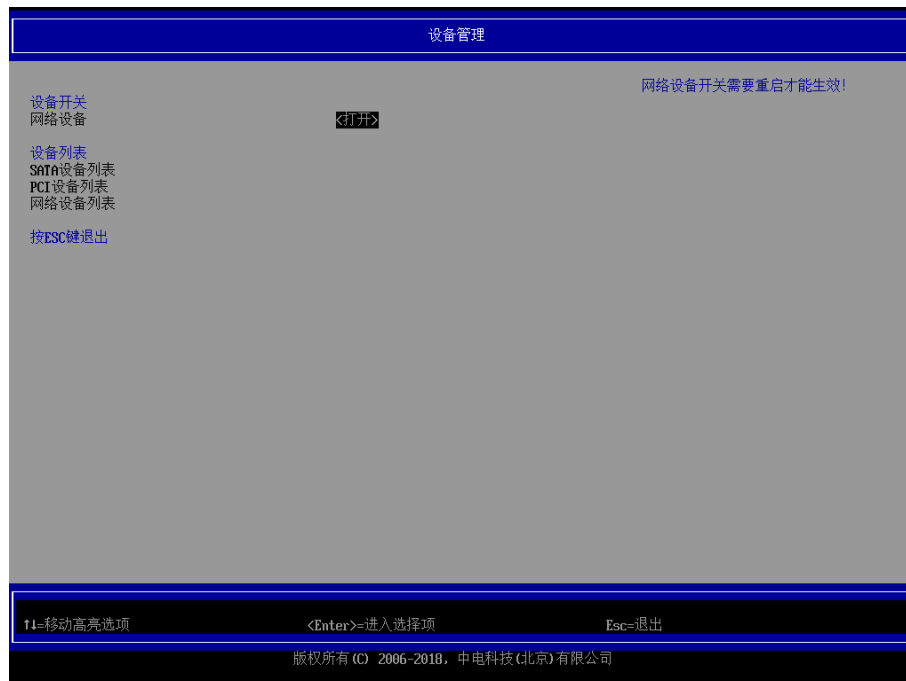 设备管理
网络设备开关需要重启才能生效!
设备开关
网络设备 <打开>
设备列表
SATA设备列表
PCI设备列表
网络设备列表
按ESC键退出
↑↓=移动高亮选项 <Enter>=进入选择项 Esc=退出
版权所有(C) 2006-2018, 中电科技(北京)有限公司